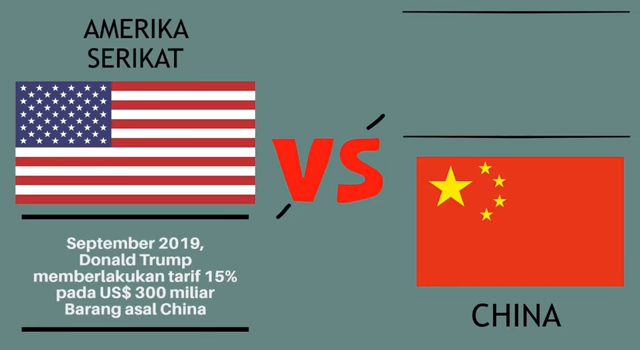 AMERIKA
SERIKAT
VS
September 2019,
Donald Trump
memberlakukan tarif 15%
pada US$ 300 miliar
Barang asal China
CHINA